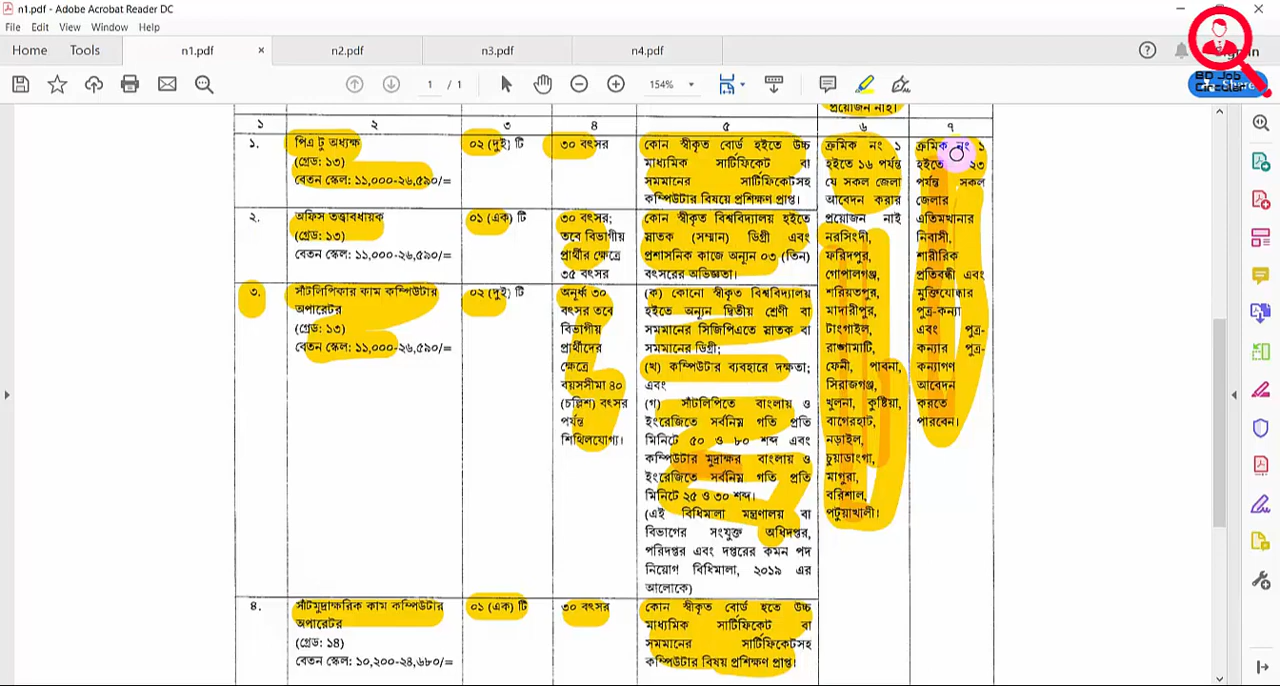 n1.pdf - Adobe Acrobat Reader DC
File Edit View Window Help
Home Tools n1.pdf × n2.pdf n3.pdf n4.pdf Sign In
1 / 1 154% Share
BD Job
Circular
প্রয়োজন নাই।
১ ২ ৩ ৪ ৫ ৬ ৭
১.
পিএ টু অধ্যক্ষ
(গ্রেড: ১৩)
বেতন স্কেল: ১১,০০০-২৬,৫৯০/=
০২ (দুই) টি
৩০ বৎসর
কোন স্বীকৃত বোর্ড হইতে উচ্চ
মাধ্যমিক সার্টিফিকেট বা
সমমানের সার্টিফিকেটসহ
কম্পিউটার বিষয়ে প্রশিক্ষণ প্রাপ্ত।
ক্রমিক নং ১
হইতে ১৬ পর্যন্ত
যে সকল জেলা
আবেদন করার
প্রয়োজন নাই
নরসিংদী,
ফরিদপুর,
গোপালগঞ্জ,
শরিয়তপুর,
মাদারীপুর,
টাংগাইল,
রাঙ্গামাটি,
ফেনী, পাবনা,
সিরাজগঞ্জ,
খুলনা, কুষ্টিয়া,
বাগেরহাট,
নড়াইল,
চুয়াডাংগা,
মাগুরা,
বরিশাল,
পটুয়াখালী।
ক্রমিক নং ১
হইতে ২৩
পর্যন্ত সকল
জেলার
এতিমখানার
নিবাসী,
শারীরিক
প্রতিবন্ধী এবং
মুক্তিযোদ্ধার
পুত্র-কন্যা
এবং পুত্র-
কন্যার পুত্র-
কন্যাগণ
আবেদন
করতে
পারবেন।
২.
অফিস তত্ত্বাবধায়ক
(গ্রেড: ১৩)
বেতন স্কেল: ১১,০০০-২৬,৫৯০/=
০১ (এক) টি
৩০ বৎসর;
তবে বিভাগীয়
প্রার্থীর ক্ষেত্রে
৩৫ বৎসর
কোন স্বীকৃত বিশ্ববিদ্যালয় হইতে
স্নাতক (সম্মান) ডিগ্রী এবং
প্রশাসনিক কাজে অন্যুন ০৩ (তিন)
বৎসরের অভিজ্ঞতা।
৩.
সাঁটলিপিকার কাম কম্পিউটার
অপারেটর
(গ্রেড: ১৩)
বেতন স্কেল: ১১,০০০-২৬,৫৯০/=
০২ (দুই) টি
অনূর্ধ্ব ৩০
বৎসর তবে
বিভাগীয়
প্রার্থীদের
ক্ষেত্রে
বয়সসীমা ৪০
(চল্লিশ) বৎসর
পর্যন্ত
শিথিলযোগ্য।
(ক) কোনো স্বীকৃত বিশ্ববিদ্যালয়
হইতে অন্যুন দ্বিতীয় শ্রেণী বা
সমমানের সিজিপিএতে স্নাতক বা
সমমানের ডিগ্রী;
(খ) কম্পিউটার ব্যবহারে দক্ষতা;
এবং
(গ) সাঁটলিপিতে বাংলায় ও
ইংরেজিতে সর্বনিম্ন গতি প্রতি
মিনিটে ৫০ ও ৮০ শব্দ এবং
কম্পিউটার মুদ্রাক্ষর বাংলায় ও
ইংরেজিতে সর্বনিম্ন গতি প্রতি
মিনিটে ২৫ ও ৩০ শব্দ।
(এই বিধিমালা মন্ত্রণালয় বা
বিভাগের সংযুক্ত অধিদপ্তর,
পরিদপ্তর এবং দপ্তরের কমন পদ
নিয়োগ বিধিমালা, ২০১৯ এর
আলোকে)
৪.
সাঁটমুদ্রাক্ষরিক কাম কম্পিউটার
অপারেটর
(গ্রেড: ১৪)
বেতন স্কেল: ১০,২০০-২৪,৬৮০/=
০১ (এক) টি
৩০ বৎসর
কোন স্বীকৃত বোর্ড হতে উচ্চ
মাধ্যমিক সার্টিফিকেট বা
সমমানের সার্টিফিকেটসহ
কম্পিউটার বিষয় প্রশিক্ষণ প্রাপ্ত।